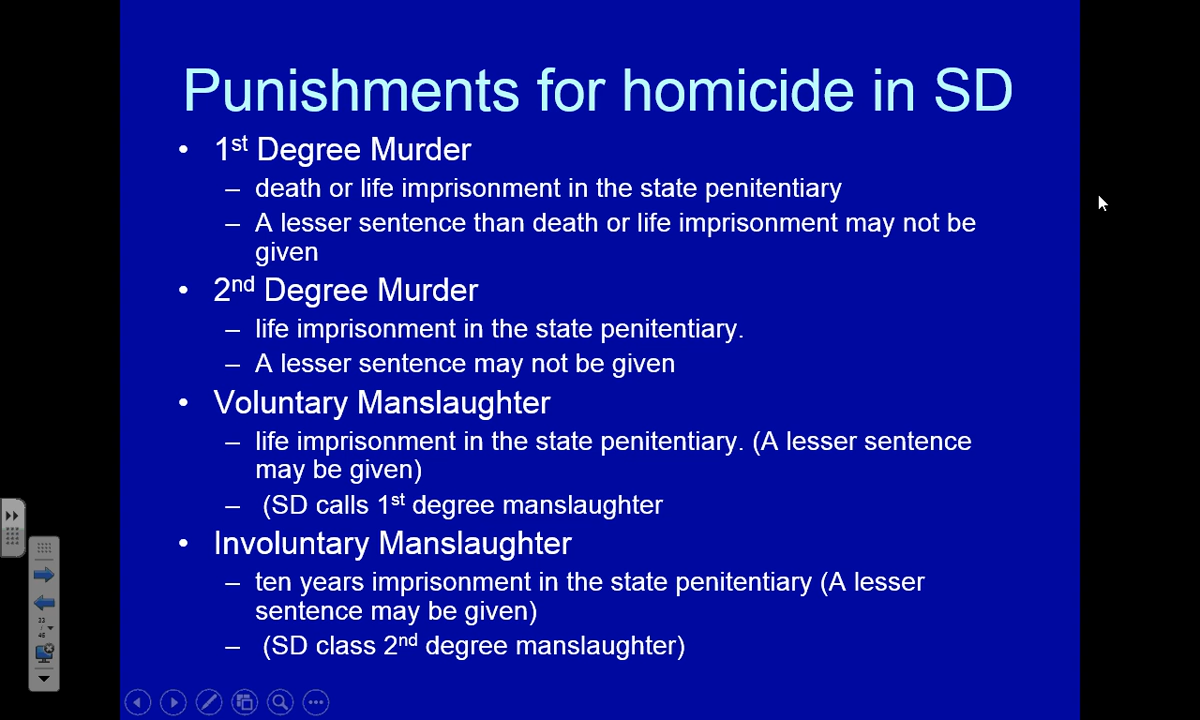 Punishments for homicide in SD
• 1st Degree Murder
– death or life imprisonment in the state penitentiary
– A lesser sentence than death or life imprisonment may not be
given
• 2nd Degree Murder
– life imprisonment in the state penitentiary.
– A lesser sentence may not be given
• Voluntary Manslaughter
– life imprisonment in the state penitentiary. (A lesser sentence
may be given)
– (SD calls 1st degree manslaughter
• Involuntary Manslaughter
– ten years imprisonment in the state penitentiary (A lesser
sentence may be given)
– (SD class 2nd degree manslaughter)